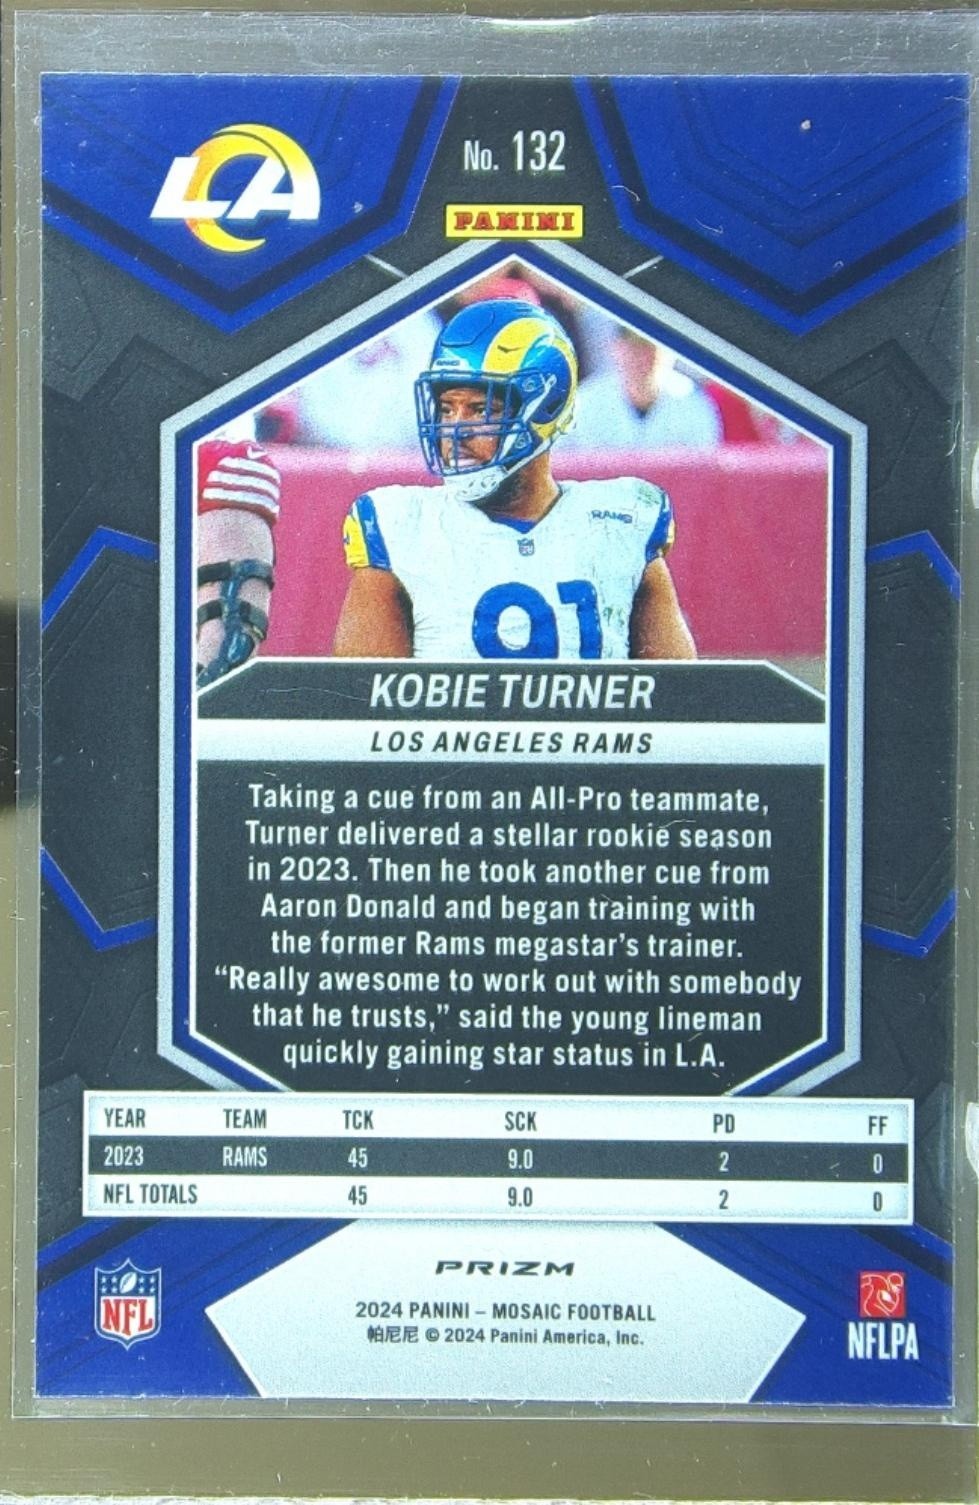 LA
No. 132
PANINI
RAMS
RAMS
91
KOBIE TURNER
LOS ANGELES RAMS
Taking a cue from an All-Pro teammate,
Turner delivered a stellar rookie season
in 2023. Then he took another cue from
Aaron Donald and began training with
the former Rams megastar's trainer.
“Really awesome to work out with somebody
that he trusts,” said the young lineman
quickly gaining star status in L.A.
YEAR TEAM TCK SCK PD FF
2023 RAMS 45 9.0 2 0
NFL TOTALS 45 9.0 2 0
PRIZM
2024 PANINI – MOSAIC FOOTBALL
帕尼尼 © 2024 Panini America, Inc.
NFL
NFLPA